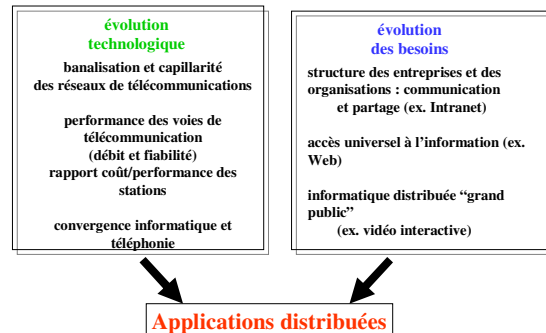 évolution
technologique
banalisation et capillarité
des réseaux de télécommunications
performance des voies de
télécommunication
(débit et fiabilité)
rapport coût/performance des
stations
convergence informatique et
téléphonie
évolution
des besoins
structure des entreprises et des
organisations : communication
et partage (ex. Intranet)
accès universel à l'information (ex.
Web)
informatique distribuée “grand
public”
(ex. vidéo interactive)
Applications distribuées